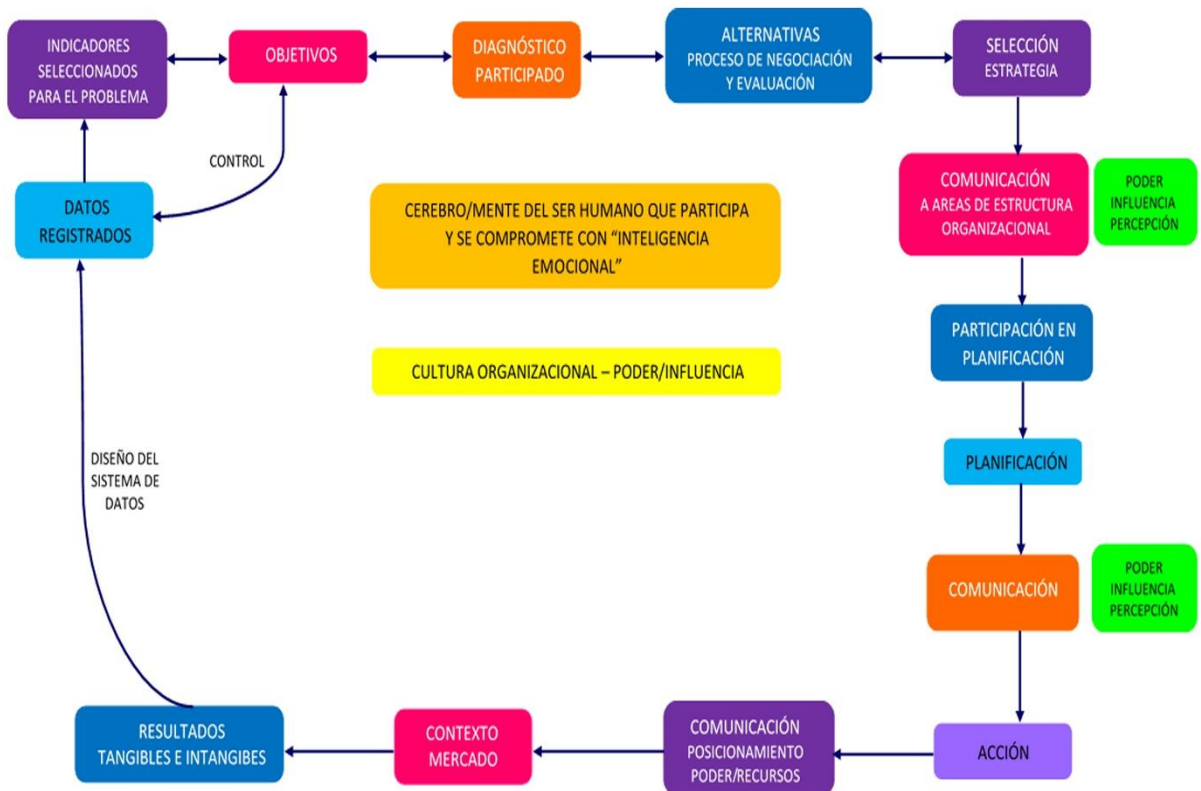 INDICADORES
SELECCIONADOS
PARA EL PROBLEMA
OBJETIVOS
DIAGNÓSTICO
PARTICIPADO
ALTERNATIVAS
PROCESO DE NEGOCIACIÓN
Y EVALUACIÓN
SELECCIÓN
ESTRATEGIA
CONTROL
DATOS
REGISTRADOS
COMUNICACIÓN
A AREAS DE ESTRUCTURA
ORGANIZACIONAL
PODER
INFLUENCIA
PERCEPCIÓN
CEREBRO/MENTE DEL SER HUMANO QUE PARTICIPA
Y SE COMPROMETE CON “INTELIGENCIA
EMOCIONAL”
PARTICIPACIÓN EN
PLANIFICACIÓN
CULTURA ORGANIZACIONAL – PODER/INFLUENCIA
PLANIFICACIÓN
DISEÑO DEL
SISTEMA DE
DATOS
COMUNICACIÓN
PODER
INFLUENCIA
PERCEPCIÓN
RESULTADOS
TANGIBLES E INTANGIBLES
CONTEXTO
MERCADO
COMUNICACIÓN
POSICIONAMIENTO
PODER/RECURSOS
ACCIÓN